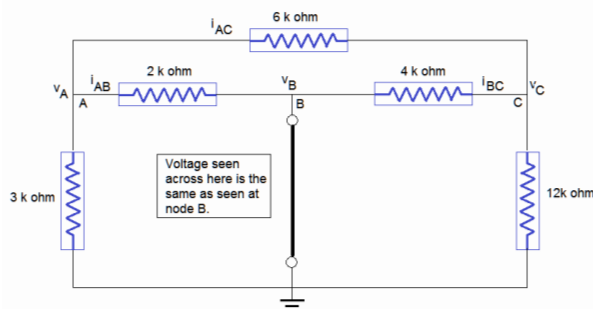 6 k ohm
iAC
2 k ohm
vB
4 k ohm
vA
iAB
iBC
vC
A
B
C
Voltage seen
across here is the
same as seen at
node B.
3 k ohm
12k ohm